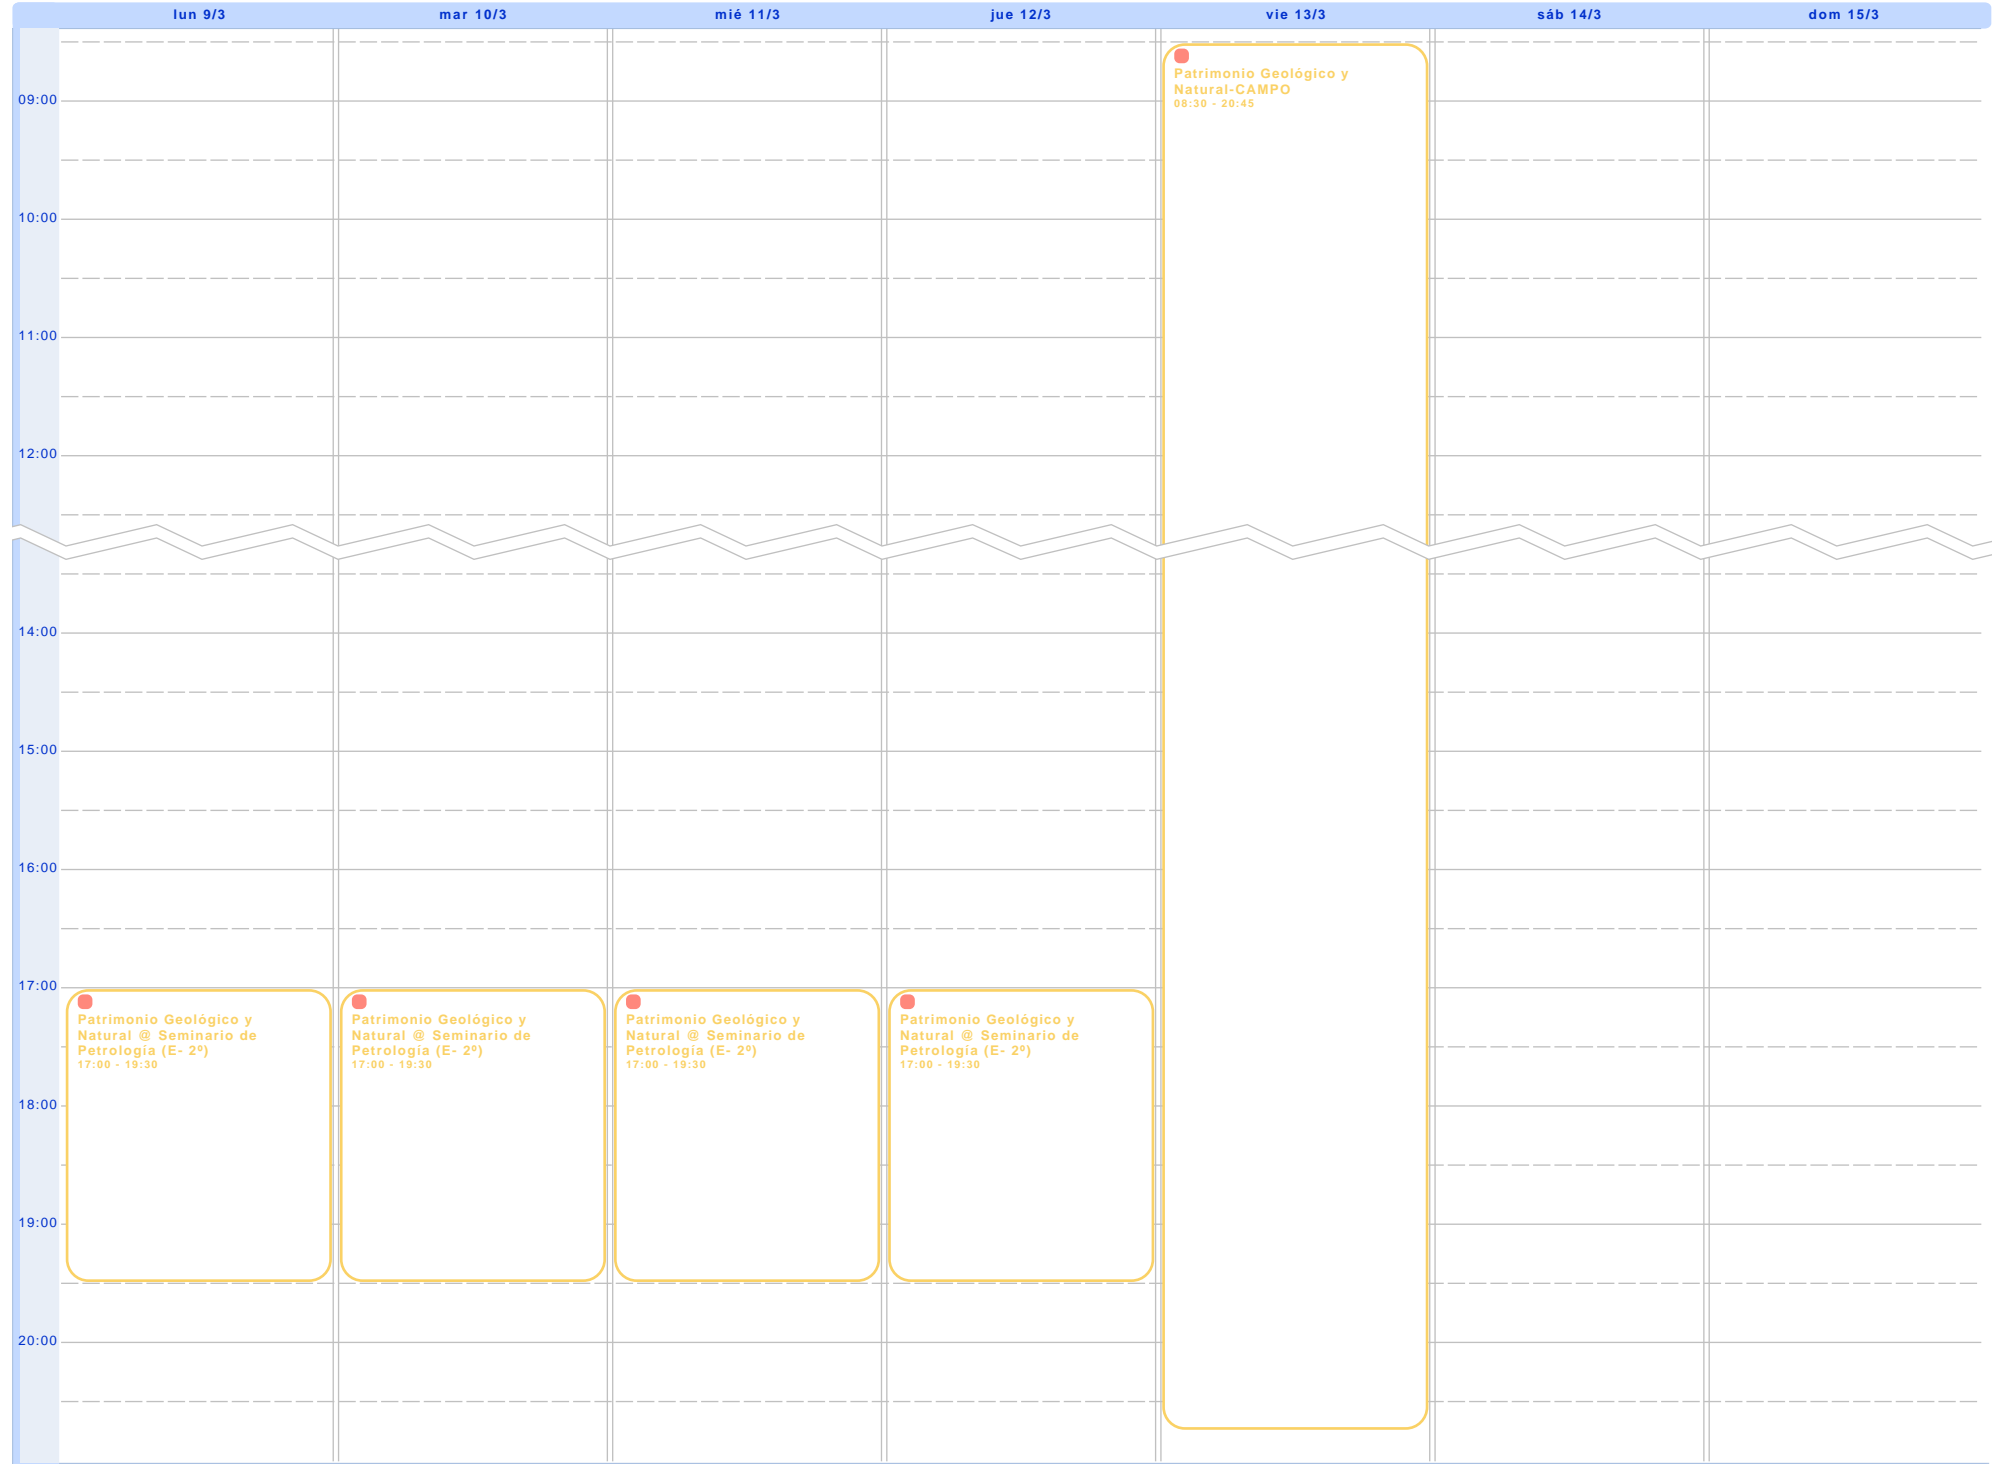 lun 9/3
mar 10/3
mié 11/3
jue 12/3
vie 13/3
sáb 14/3
dom 15/3
Patrimonio Geológico y
Natural-CAMPO
08:30 - 20:45
09:00
10:00
11:00
12:00
14:00
15:00
16:00
17:00
Patrimonio Geológico y
Natural @ Seminario de
Petrología (E- 2º)
17:00 - 19:30
Patrimonio Geológico y
Natural @ Seminario de
Petrología (E- 2º)
17:00 - 19:30
Patrimonio Geológico y
Natural @ Seminario de
Petrología (E- 2º)
17:00 - 19:30
Patrimonio Geológico y
Natural @ Seminario de
Petrología (E- 2º)
17:00 - 19:30
18:00
19:00
20:00